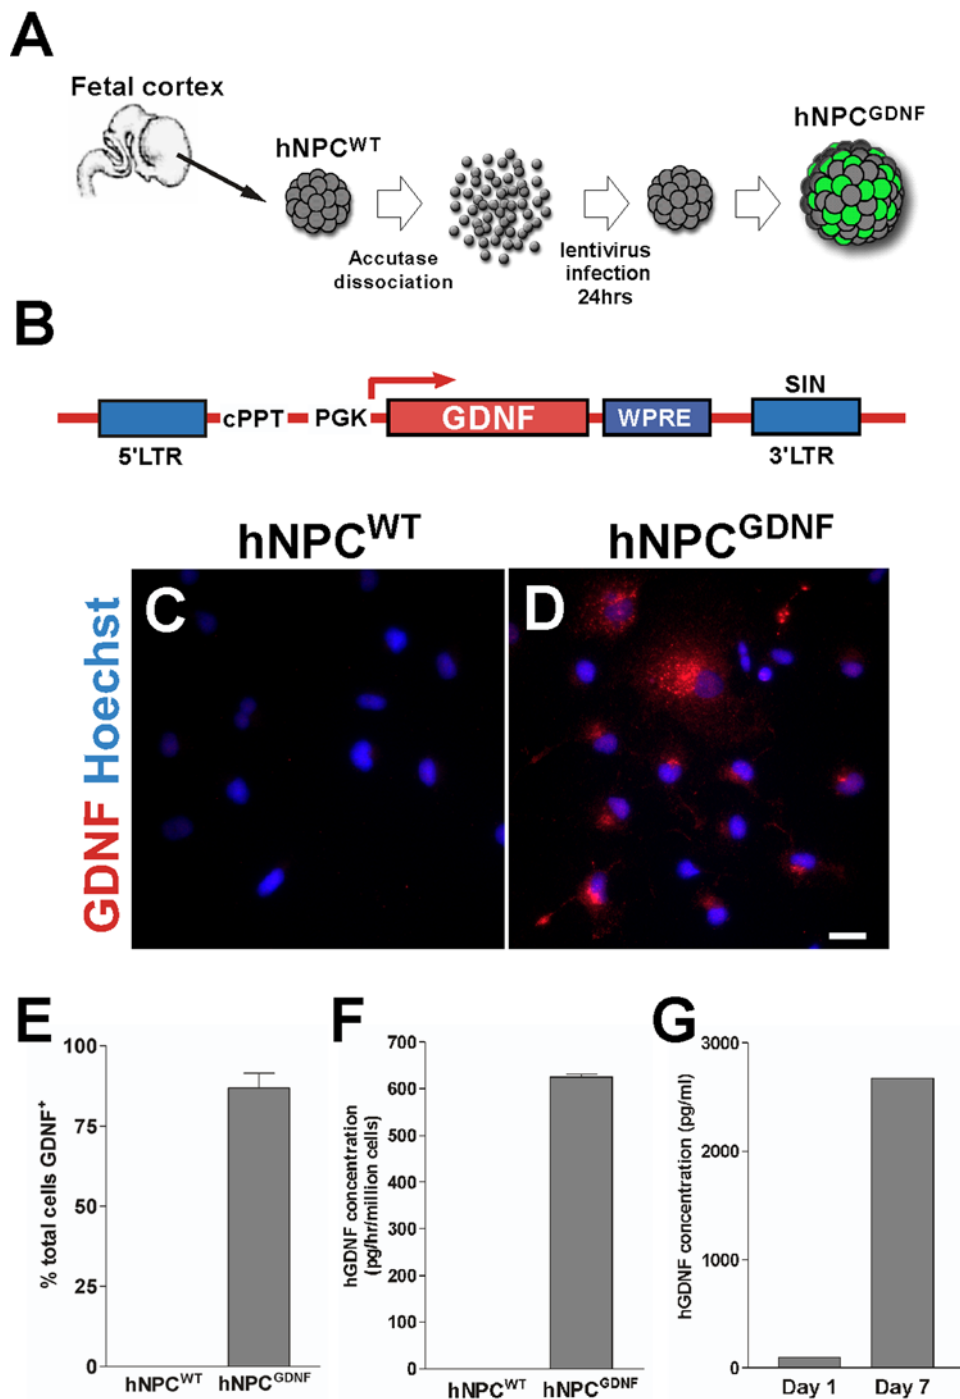 A
Fetal cortex
hNPCWT
hNPCGDNF
Accutase
dissociation
lentivirus
infection
24hrs
B
cPPT
PGK
GDNF
WPRE
SIN
5'LTR
3'LTR
hNPCWT
hNPCGDNF
GDNF Hoechst
C
D
E
% total cells GDNF+
100
75
50
25
0
hNPCWT
hNPCGDNF
F
hGDNF concentration
(pg/hr/million cells)
700
600
500
400
300
200
100
0
hNPCWT
hNPCGDNF
G
hGDNF concentration (pg/ml)
3000
2000
1000
0
Day 1
Day 7